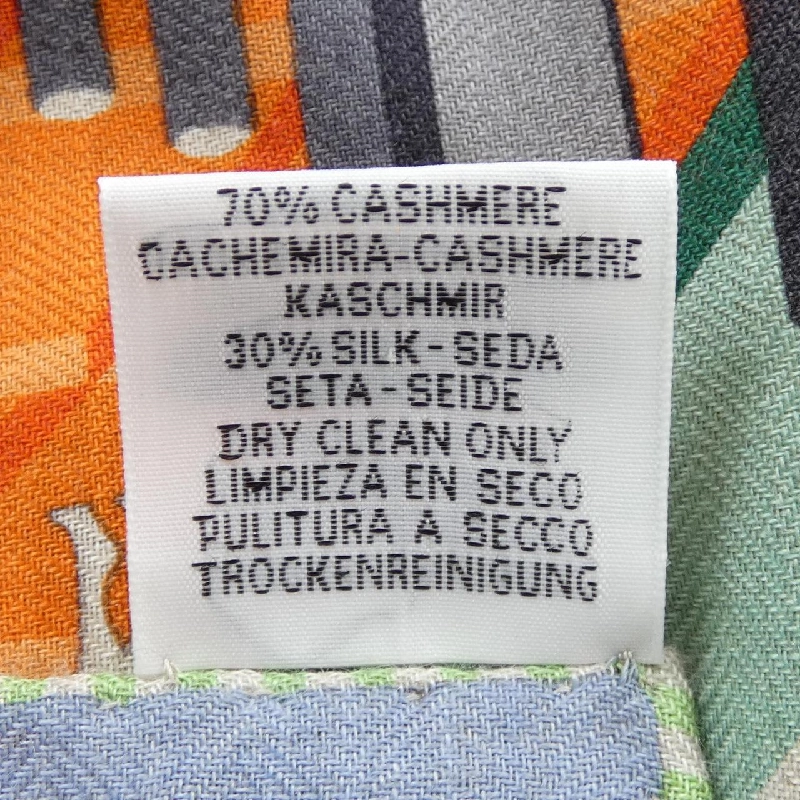 70% CASHMERE
CACHEMIRA-CASHMERE
KASCHMIR
30% SILK-SEDA
SETA-SEIDE
DRY CLEAN ONLY
LIMPIEZA EN SECO
PULITURA A SECCO
TROCKENREINIGUNG